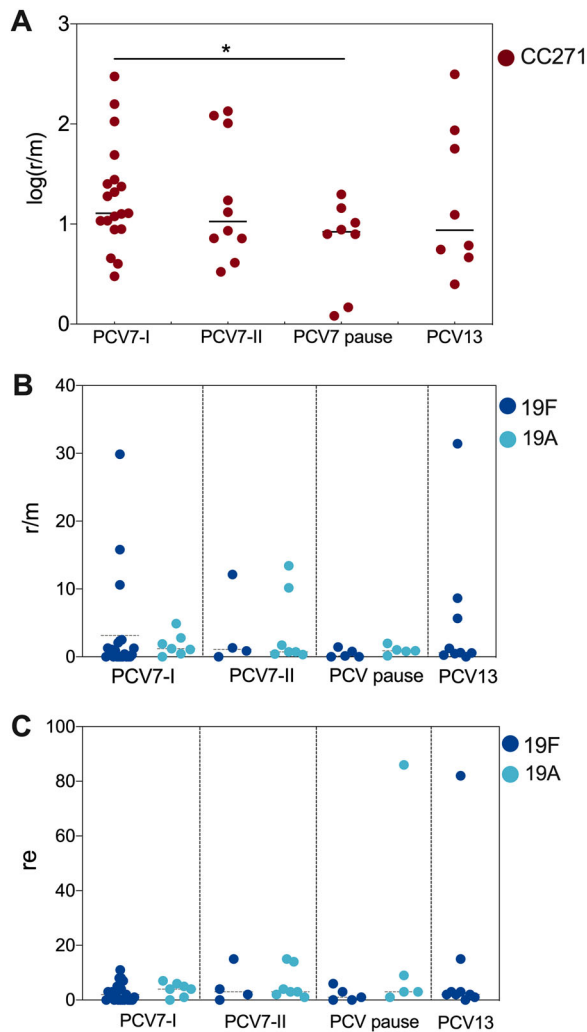 A
3
2
1
0
log(r/m)
*
CC271
PCV7-I PCV7-II PCV7 pause PCV13
B
40
30
20
10
0
r/m
19F
19A
PCV7-I PCV7-II PCV pause PCV13
C
100
80
60
40
20
0
re
19F
19A
PCV7-I PCV7-II PCV pause PCV13